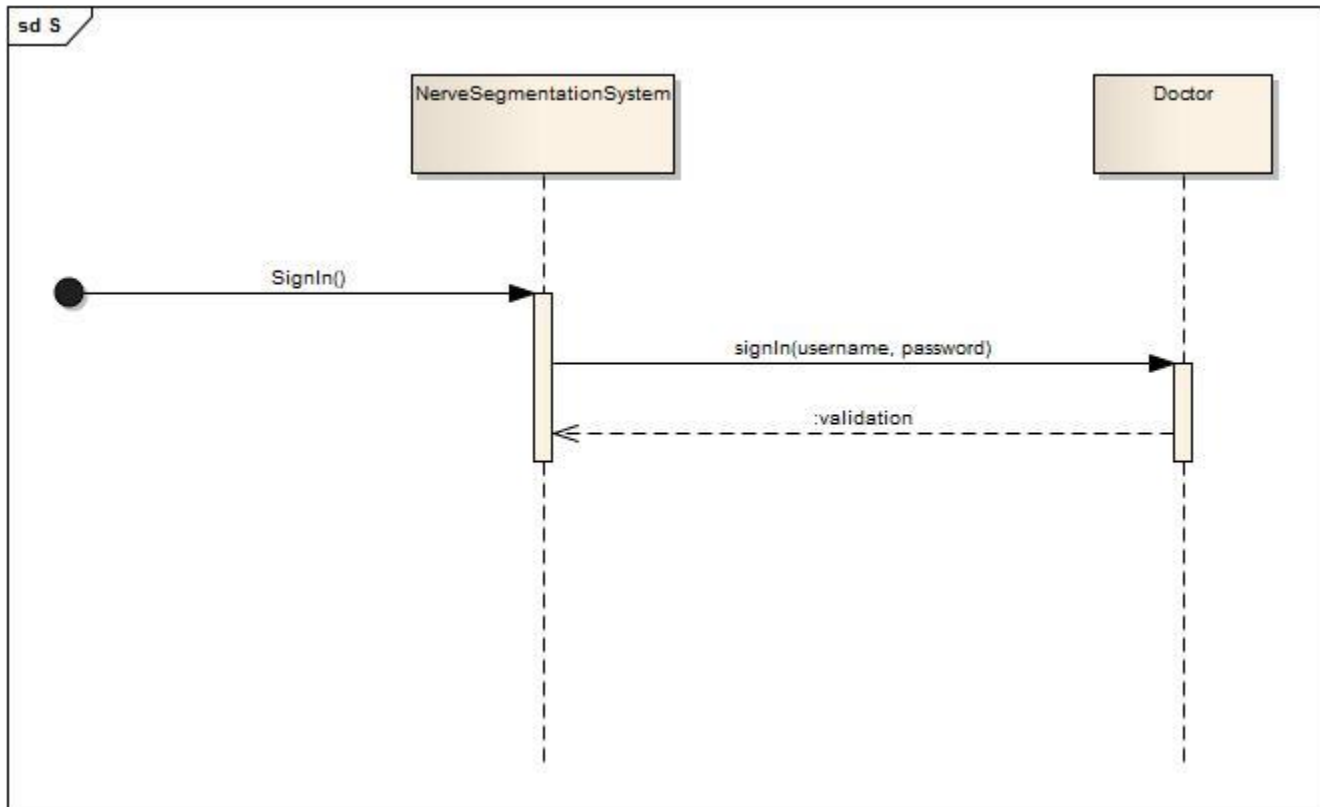 sd S
NerveSegmentationSystem
Doctor
SignIn()
signIn(username, password)
:validation